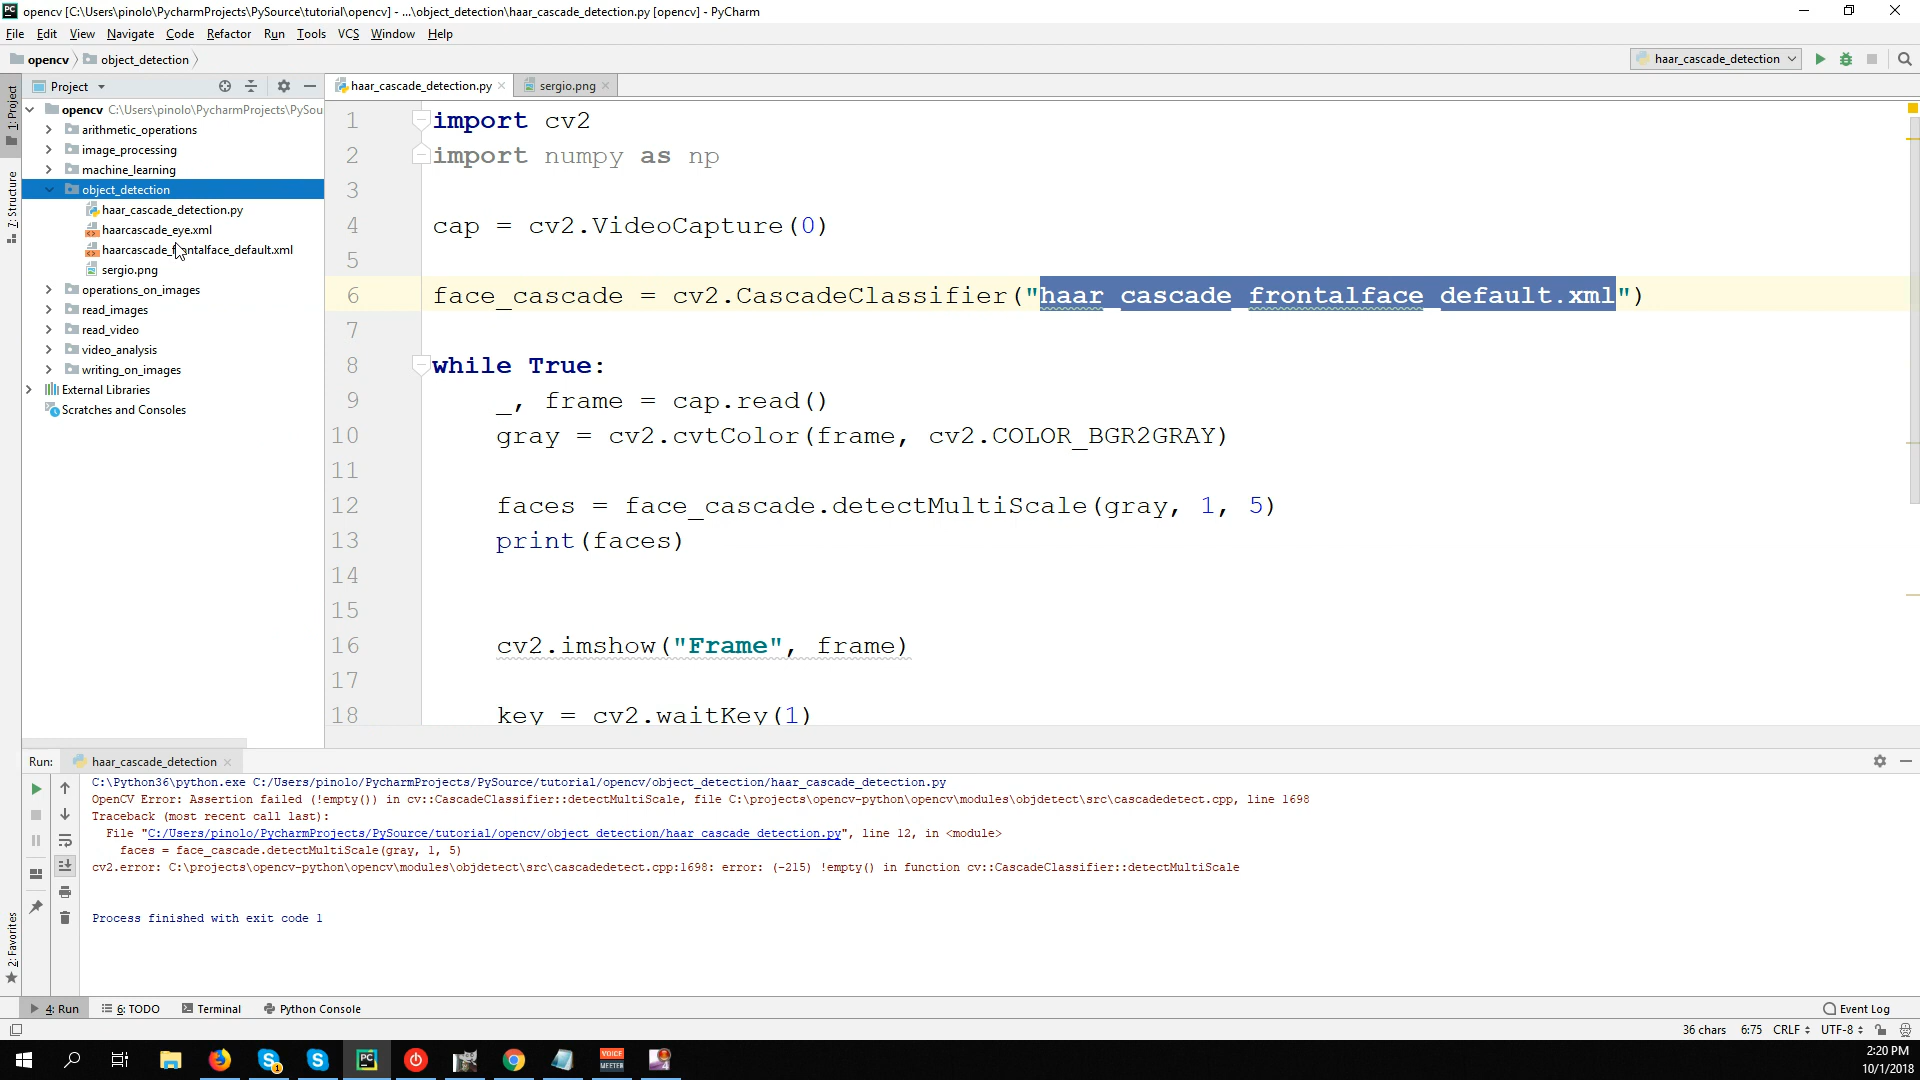 opencv [C:\Users\pinolo\PycharmProjects\PySource\tutorial\opencv] - ...\object_detection\haar_cascade_detection.py [opencv] - PyCharm
File Edit View Navigate Code Refactor Run Tools VCS Window Help
opencv object_detection
haar_cascade_detection
1: Project
7: Structure
2: Favorites
Project
opencv C:\Users\pinolo\PycharmProjects\PySou
arithmetic_operations
image_processing
machine_learning
object_detection
haar_cascade_detection.py
haarcascade_eye.xml
haarcascade_frontalface_default.xml
sergio.png
operations_on_images
read_images
read_video
video_analysis
writing_on_images
External Libraries
Scratches and Consoles
haar_cascade_detection.py sergio.png
1 import cv2
2 import numpy as np
3
4 cap = cv2.VideoCapture(0)
5
6 face_cascade = cv2.CascadeClassifier("haar_cascade_frontalface_default.xml")
7
8 while True:
9 _, frame = cap.read()
10 gray = cv2.cvtColor(frame, cv2.COLOR_BGR2GRAY)
11
12 faces = face_cascade.detectMultiScale(gray, 1, 5)
13 print(faces)
14
15
16 cv2.imshow("Frame", frame)
17
18 key = cv2.waitKey(1)
Run: haar_cascade_detection
C:\Python36\python.exe C:/Users/pinolo/PycharmProjects/PySource/tutorial/opencv/object_detection/haar_cascade_detection.py
OpenCV Error: Assertion failed (!empty()) in cv::CascadeClassifier::detectMultiScale, file C:\projects\opencv-python\opencv\modules\objdetect\src\cascadedetect.cpp, line 1698
Traceback (most recent call last):
File "C:/Users/pinolo/PycharmProjects/PySource/tutorial/opencv/object_detection/haar_cascade_detection.py", line 12, in <module>
faces = face_cascade.detectMultiScale(gray, 1, 5)
cv2.error: C:\projects\opencv-python\opencv\modules\objdetect\src\cascadedetect.cpp:1698: error: (-215) !empty() in function cv::CascadeClassifier::detectMultiScale
Process finished with exit code 1
4: Run 6: TODO Terminal Python Console Event Log
36 chars 6:75 CRLF UTF-8
PC
VOICE
MEETER
2:20 PM
10/1/2018